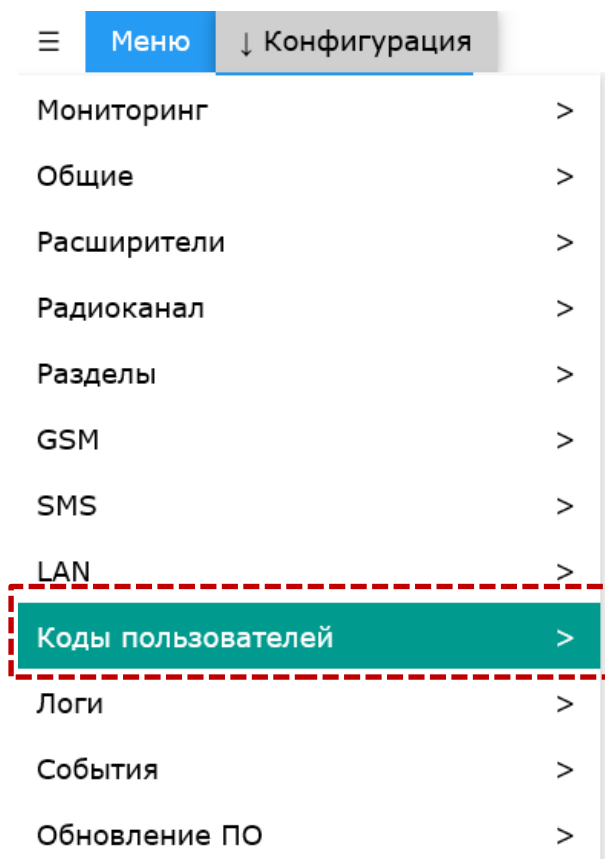 ☰ Меню ↓ Конфигурация
Мониторинг >
Общие >
Расширители >
Радиоканал >
Разделы >
GSM >
SMS >
LAN >
Коды пользователей >
Логи >
События >
Обновление ПО >